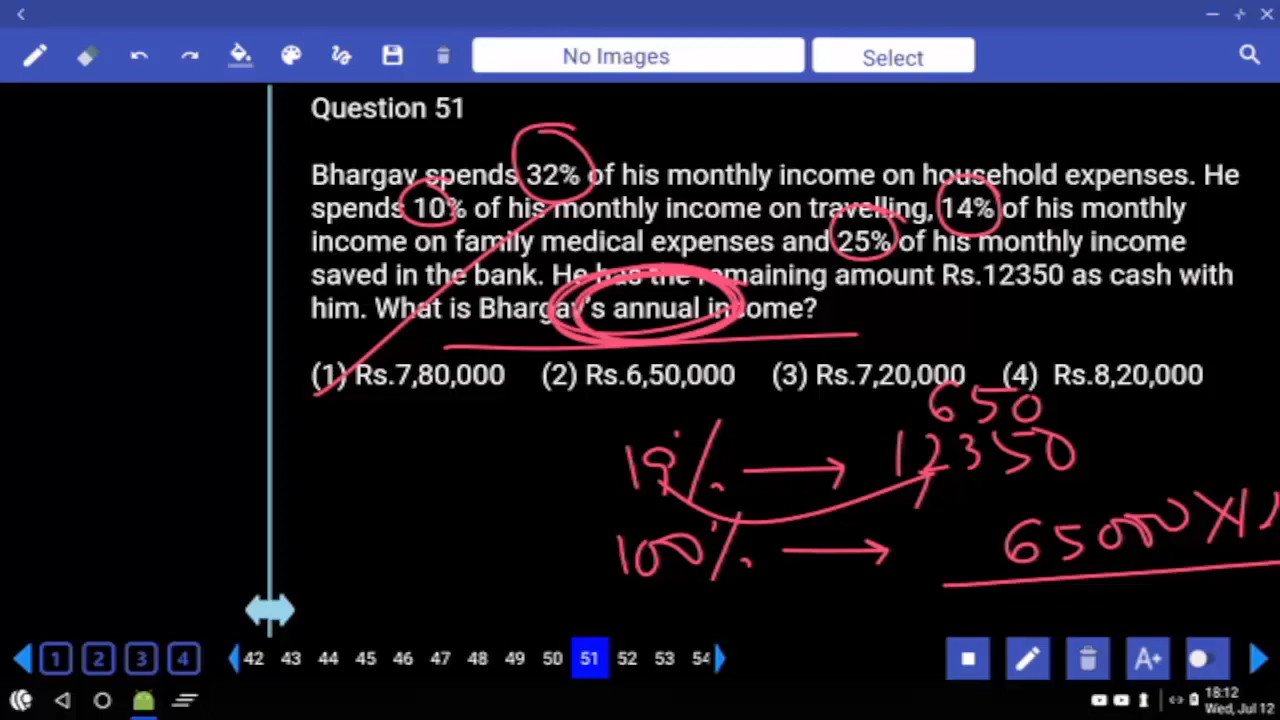 No Images
Select
Question 51
Bhargav spends 32% of his monthly income on household expenses. He
spends 10% of his monthly income on travelling, 14% of his monthly
income on family medical expenses and 25% of his monthly income
saved in the bank. He has the remaining amount Rs.12350 as cash with
him. What is Bhargav's annual income?
(1) Rs.7,80,000 (2) Rs.6,50,000 (3) Rs.7,20,000 (4) Rs.8,20,000
650
19% → 12350
100% → 65000 X1
1 2 3 4 42 43 44 45 46 47 48 49 50 51 52 53 54 A+
18:12
Wed, Jul 12